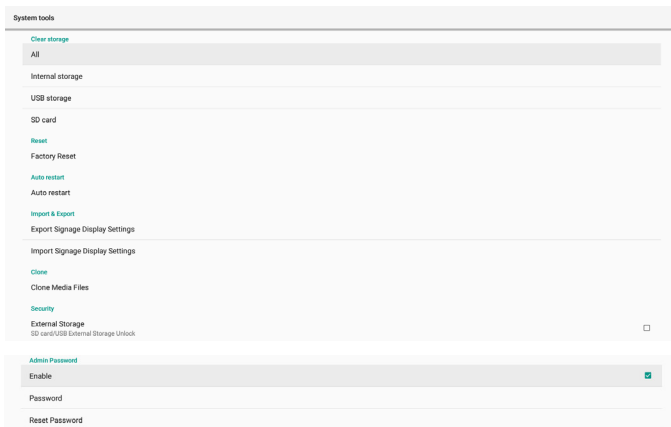 System tools
Clear storage
All
Internal storage
USB storage
SD card
Reset
Factory Reset
Auto restart
Auto restart
Import & Export
Export Signage Display Settings
Import Signage Display Settings
Clone
Clone Media Files
Security
External Storage
SD card/USB External Storage Unlock
Admin Password
Enable
Password
Reset Password